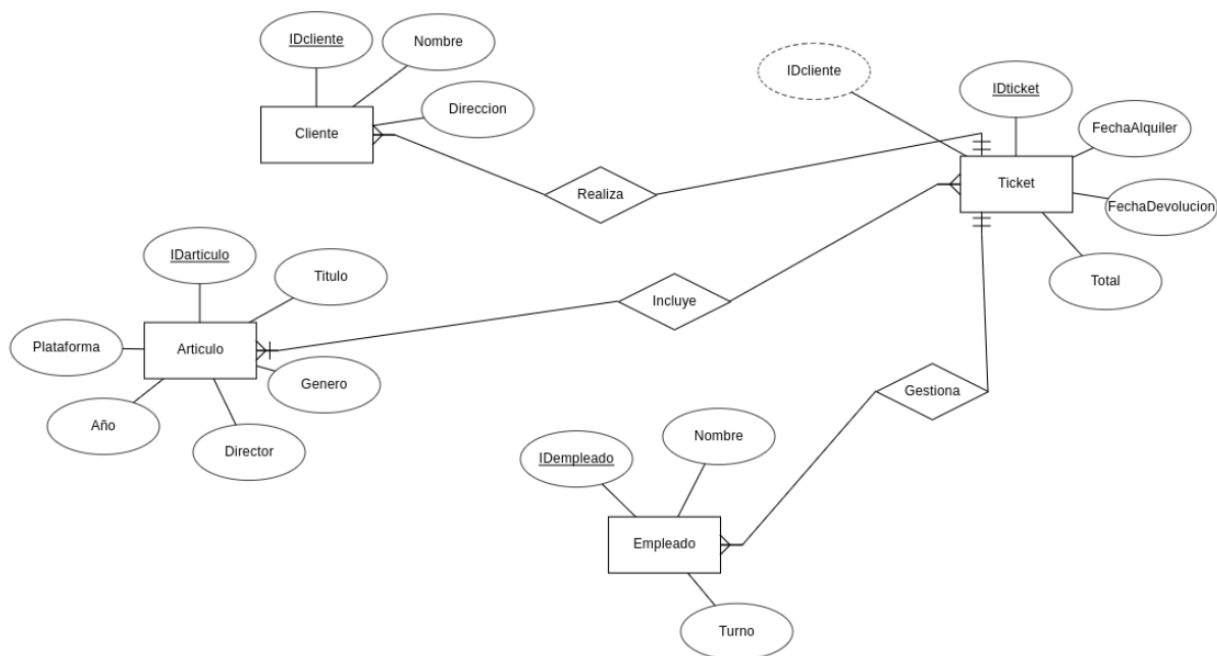 IDcliente
Nombre
Direccion
Cliente
IDcliente
IDticket
FechaAlquiler
Ticket
FechaDevolucion
Total
Realiza
IDarticulo
Titulo
Plataforma
Articulo
Genero
Año
Director
Incluye
Gestiona
IDempleado
Nombre
Empleado
Turno